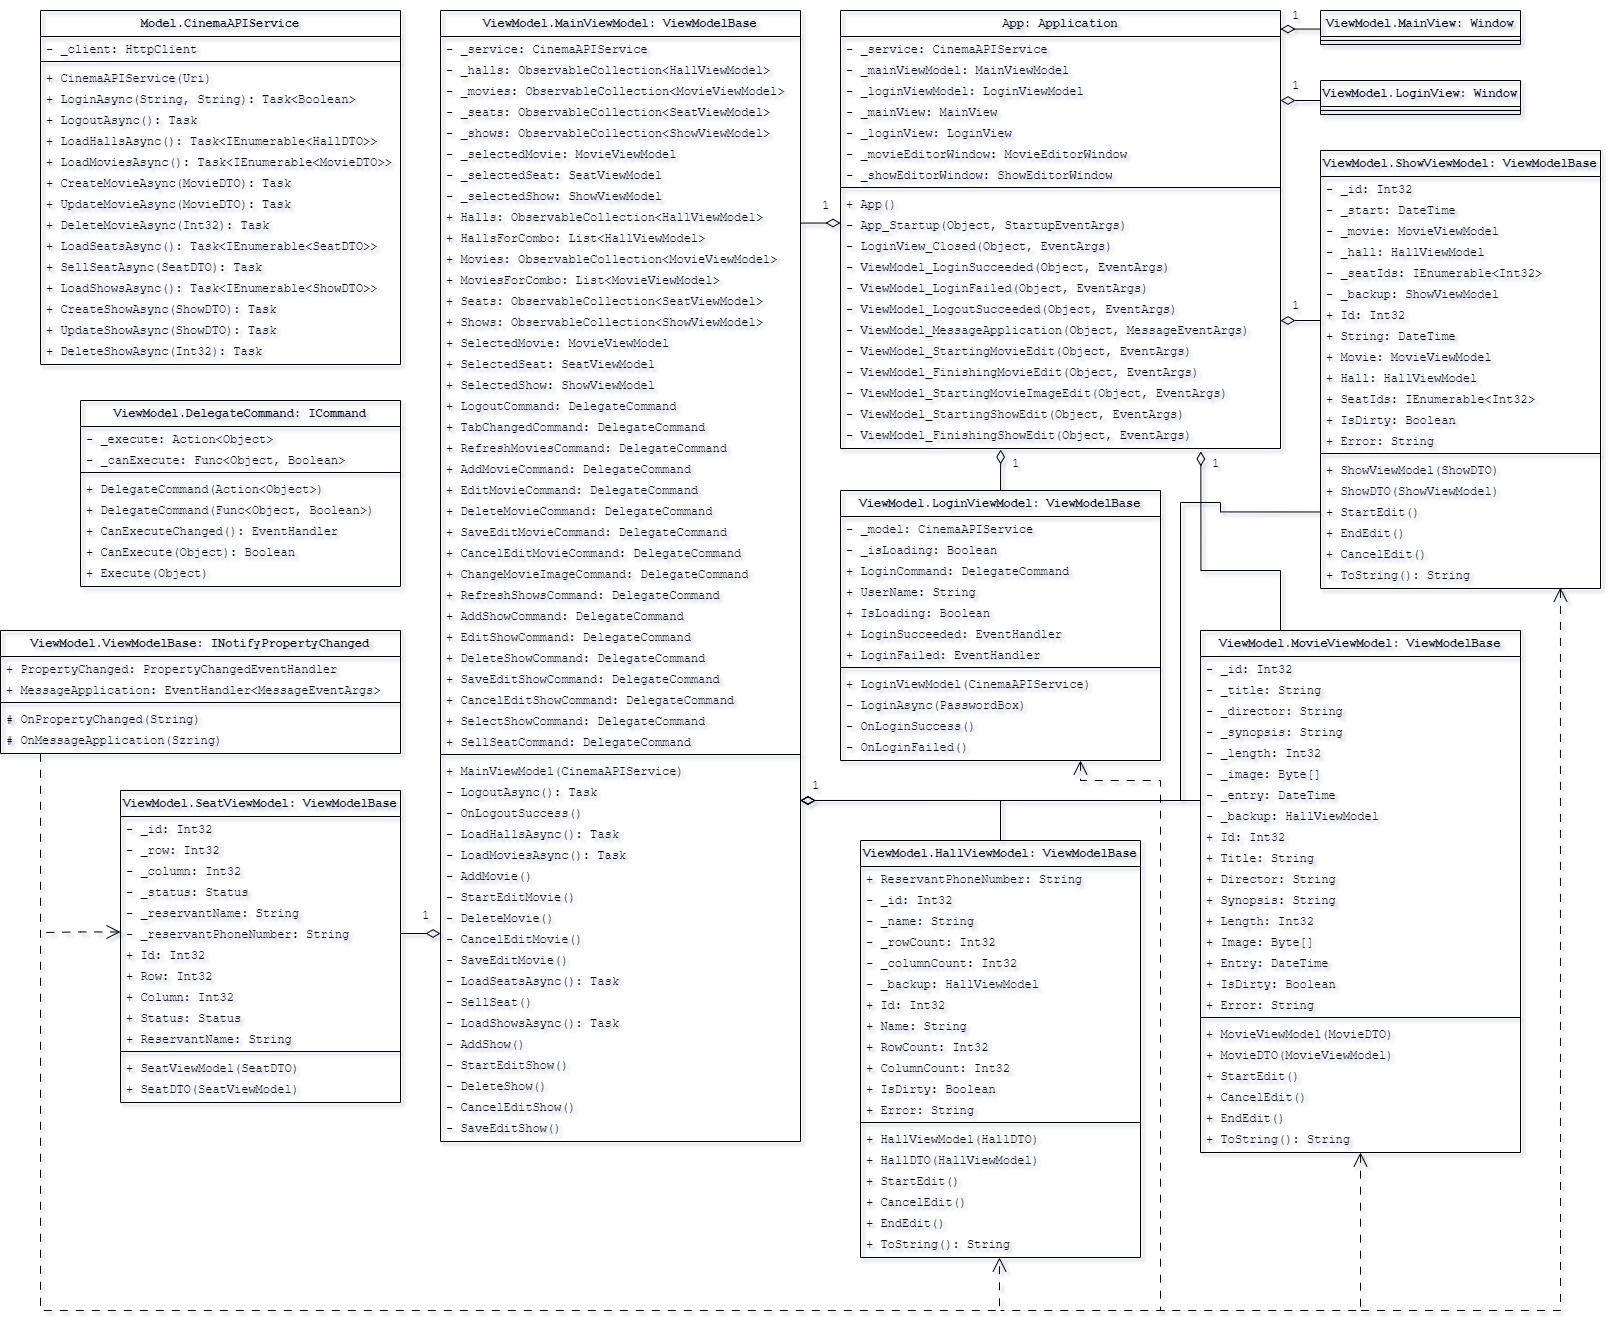 Model.CinemaAPIService
- _client: HttpClient
+ CinemaAPIService(Uri)
+ LoginAsync(String, String): Task<Boolean>
+ LogoutAsync(): Task
+ LoadHallsAsync(): Task<IEnumerable<HallDTO>>
+ LoadMoviesAsync(): Task<IEnumerable<MovieDTO>>
+ CreateMovieAsync(MovieDTO): Task
+ UpdateMovieAsync(MovieDTO): Task
+ DeleteMovieAsync(Int32): Task
+ LoadSeatsAsync(): Task<IEnumerable<SeatDTO>>
+ SellSeatAsync(SeatDTO): Task
+ LoadShowsAsync(): Task<IEnumerable<ShowDTO>>
+ CreateShowAsync(ShowDTO): Task
+ UpdateShowAsync(ShowDTO): Task
+ DeleteShowAsync(Int32): Task
ViewModel.DelegateCommand: ICommand
- _execute: Action<Object>
- _canExecute: Func<Object, Boolean>
+ DelegateCommand(Action<Object>)
+ DelegateCommand(Func<Object, Boolean>)
+ CanExecuteChanged(): EventHandler
+ CanExecute(Object): Boolean
+ Execute(Object)
ViewModel.ViewModelBase: INotifyPropertyChanged
+ PropertyChanged: PropertyChangedEventHandler
+ MessageApplication: EventHandler<MessageEventArgs>
# OnPropertyChanged(String)
# OnMessageApplication(Szring)
ViewModel.SeatViewModel: ViewModelBase
- _id: Int32
- _row: Int32
- _column: Int32
- _status: Status
- _reservantName: String
- _reservantPhoneNumber: String
+ Id: Int32
+ Row: Int32
+ Column: Int32
+ Status: Status
+ ReservantName: String
+ SeatViewModel(SeatDTO)
+ SeatDTO(SeatViewModel)
1
ViewModel.MainViewModel: ViewModelBase
- _service: CinemaAPIService
- _halls: ObservableCollection<HallViewModel>
- _movies: ObservableCollection<MovieViewModel>
- _seats: ObservableCollection<SeatViewModel>
- _shows: ObservableCollection<ShowViewModel>
- _selectedMovie: MovieViewModel
- _selectedSeat: SeatViewModel
- _selectedShow: ShowViewModel
+ Halls: ObservableCollection<HallViewModel>
+ HallsForCombo: List<HallViewModel>
+ Movies: ObservableCollection<MovieViewModel>
+ MoviesForCombo: List<MovieViewModel>
+ Seats: ObservableCollection<SeatViewModel>
+ Shows: ObservableCollection<ShowViewModel>
+ SelectedMovie: MovieViewModel
+ SelectedSeat: SeatViewModel
+ SelectedShow: ShowViewModel
+ LogoutCommand: DelegateCommand
+ TabChangedCommand: DelegateCommand
+ RefreshMoviesCommand: DelegateCommand
+ AddMovieCommand: DelegateCommand
+ EditMovieCommand: DelegateCommand
+ DeleteMovieCommand: DelegateCommand
+ SaveEditMovieCommand: DelegateCommand
+ CancelEditMovieCommand: DelegateCommand
+ ChangeMovieImageCommand: DelegateCommand
+ RefreshShowsCommand: DelegateCommand
+ AddShowCommand: DelegateCommand
+ EditShowCommand: DelegateCommand
+ DeleteShowCommand: DelegateCommand
+ SaveEditShowCommand: DelegateCommand
+ CancelEditShowCommand: DelegateCommand
+ SelectShowCommand: DelegateCommand
+ SellSeatCommand: DelegateCommand
+ MainViewModel(CinemaAPIService)
- LogoutAsync(): Task
- OnLogoutSuccess()
- LoadHallsAsync(): Task
- LoadMoviesAsync(): Task
- AddMovie()
- StartEditMovie()
- DeleteMovie()
- CancelEditMovie()
- SaveEditMovie()
- LoadSeatsAsync(): Task
- SellSeat()
- LoadShowsAsync(): Task
- AddShow()
- StartEditShow()
- DeleteShow()
- CancelEditShow()
- SaveEditShow()
1
1
App: Application
- _service: CinemaAPIService
- _mainViewModel: MainViewModel
- _loginViewModel: LoginViewModel
- _mainView: MainView
- _loginView: LoginView
- _movieEditorWindow: MovieEditorWindow
- _showEditorWindow: ShowEditorWindow
+ App()
- App_Startup(Object, StartupEventArgs)
- LoginView_Closed(Object, EventArgs)
- ViewModel_LoginSucceeded(Object, EventArgs)
- ViewModel_LoginFailed(Object, EventArgs)
- ViewModel_LogoutSucceeded(Object, EventArgs)
- ViewModel_MessageApplication(Object, MessageEventArgs)
- ViewModel_StartingMovieEdit(Object, EventArgs)
- ViewModel_FinishingMovieEdit(Object, EventArgs)
- ViewModel_StartingMovieImageEdit(Object, EventArgs)
- ViewModel_StartingShowEdit(Object, EventArgs)
- ViewModel_FinishingShowEdit(Object, EventArgs)
1
1
ViewModel.LoginViewModel: ViewModelBase
- _model: CinemaAPIService
- _isLoading: Boolean
+ LoginCommand: DelegateCommand
+ UserName: String
+ IsLoading: Boolean
+ LoginSucceeded: EventHandler
+ LoginFailed: EventHandler
+ LoginViewModel(CinemaAPIService)
- LoginAsync(PasswordBox)
- OnLoginSuccess()
- OnLoginFailed()
ViewModel.HallViewModel: ViewModelBase
+ ReservantPhoneNumber: String
- _id: Int32
- _name: String
- _rowCount: Int32
- _columnCount: Int32
- _backup: HallViewModel
+ Id: Int32
+ Name: String
+ RowCount: Int32
+ ColumnCount: Int32
+ IsDirty: Boolean
+ Error: String
+ HallViewModel(HallDTO)
+ HallDTO(HallViewModel)
+ StartEdit()
+ CancelEdit()
+ EndEdit()
+ ToString(): String
1
ViewModel.MainView: Window
1
ViewModel.LoginView: Window
1
ViewModel.ShowViewModel: ViewModelBase
- _id: Int32
- _start: DateTime
- _movie: MovieViewModel
- _hall: HallViewModel
- _seatIds: IEnumerable<Int32>
- _backup: ShowViewModel
+ Id: Int32
+ String: DateTime
+ Movie: MovieViewModel
+ Hall: HallViewModel
+ SeatIds: IEnumerable<Int32>
+ IsDirty: Boolean
+ Error: String
+ ShowViewModel(ShowDTO)
+ ShowDTO(ShowViewModel)
+ StartEdit()
+ EndEdit()
+ CancelEdit()
+ ToString(): String
ViewModel.MovieViewModel: ViewModelBase
- _id: Int32
- _title: String
- _director: String
- _synopsis: String
- _length: Int32
- _image: Byte[]
- _entry: DateTime
- _backup: HallViewModel
+ Id: Int32
+ Title: String
+ Director: String
+ Synopsis: String
+ Length: Int32
+ Image: Byte[]
+ Entry: DateTime
+ IsDirty: Boolean
+ Error: String
+ MovieViewModel(MovieDTO)
+ MovieDTO(MovieViewModel)
+ StartEdit()
+ CancelEdit()
+ EndEdit()
+ ToString(): String